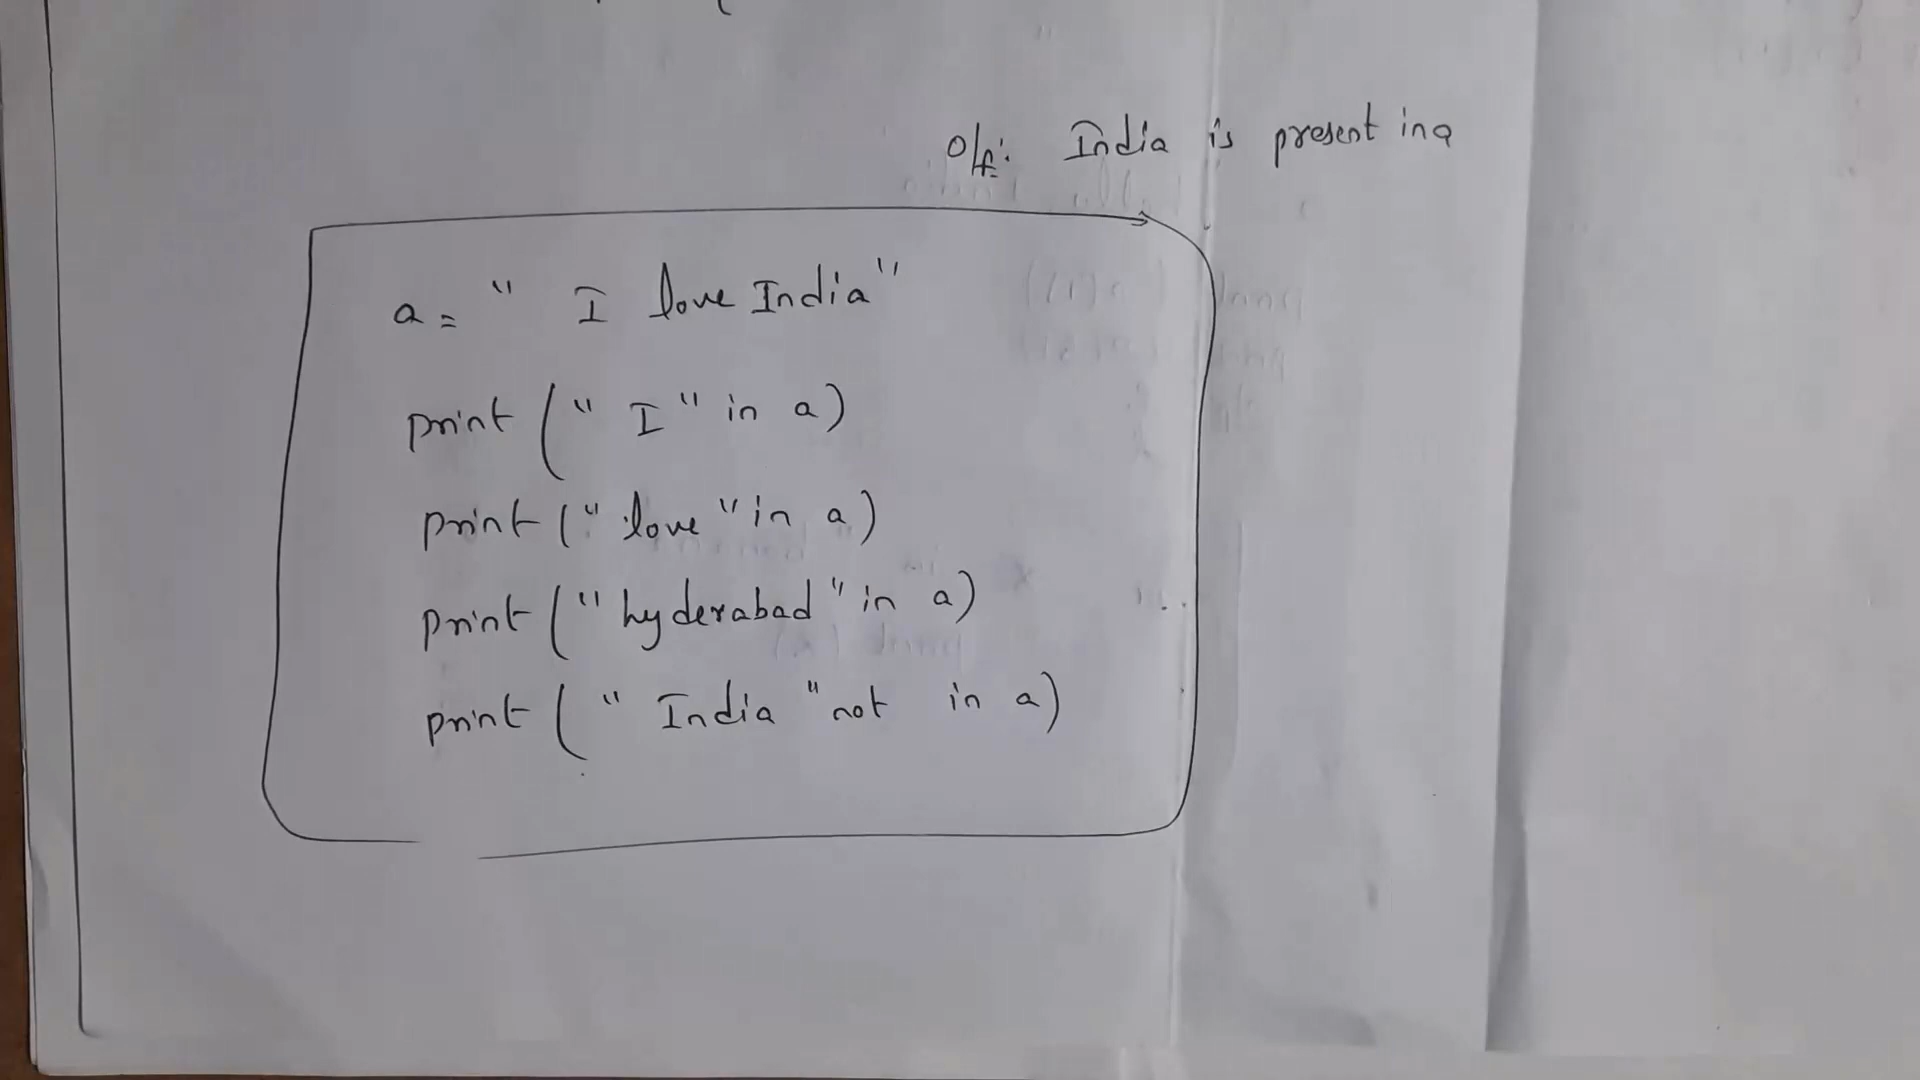 o/p: India is present in a
a = " I love India"
print (" I " in a)
print (" love " in a)
print (" hyderabad " in a)
print (" India " not in a)